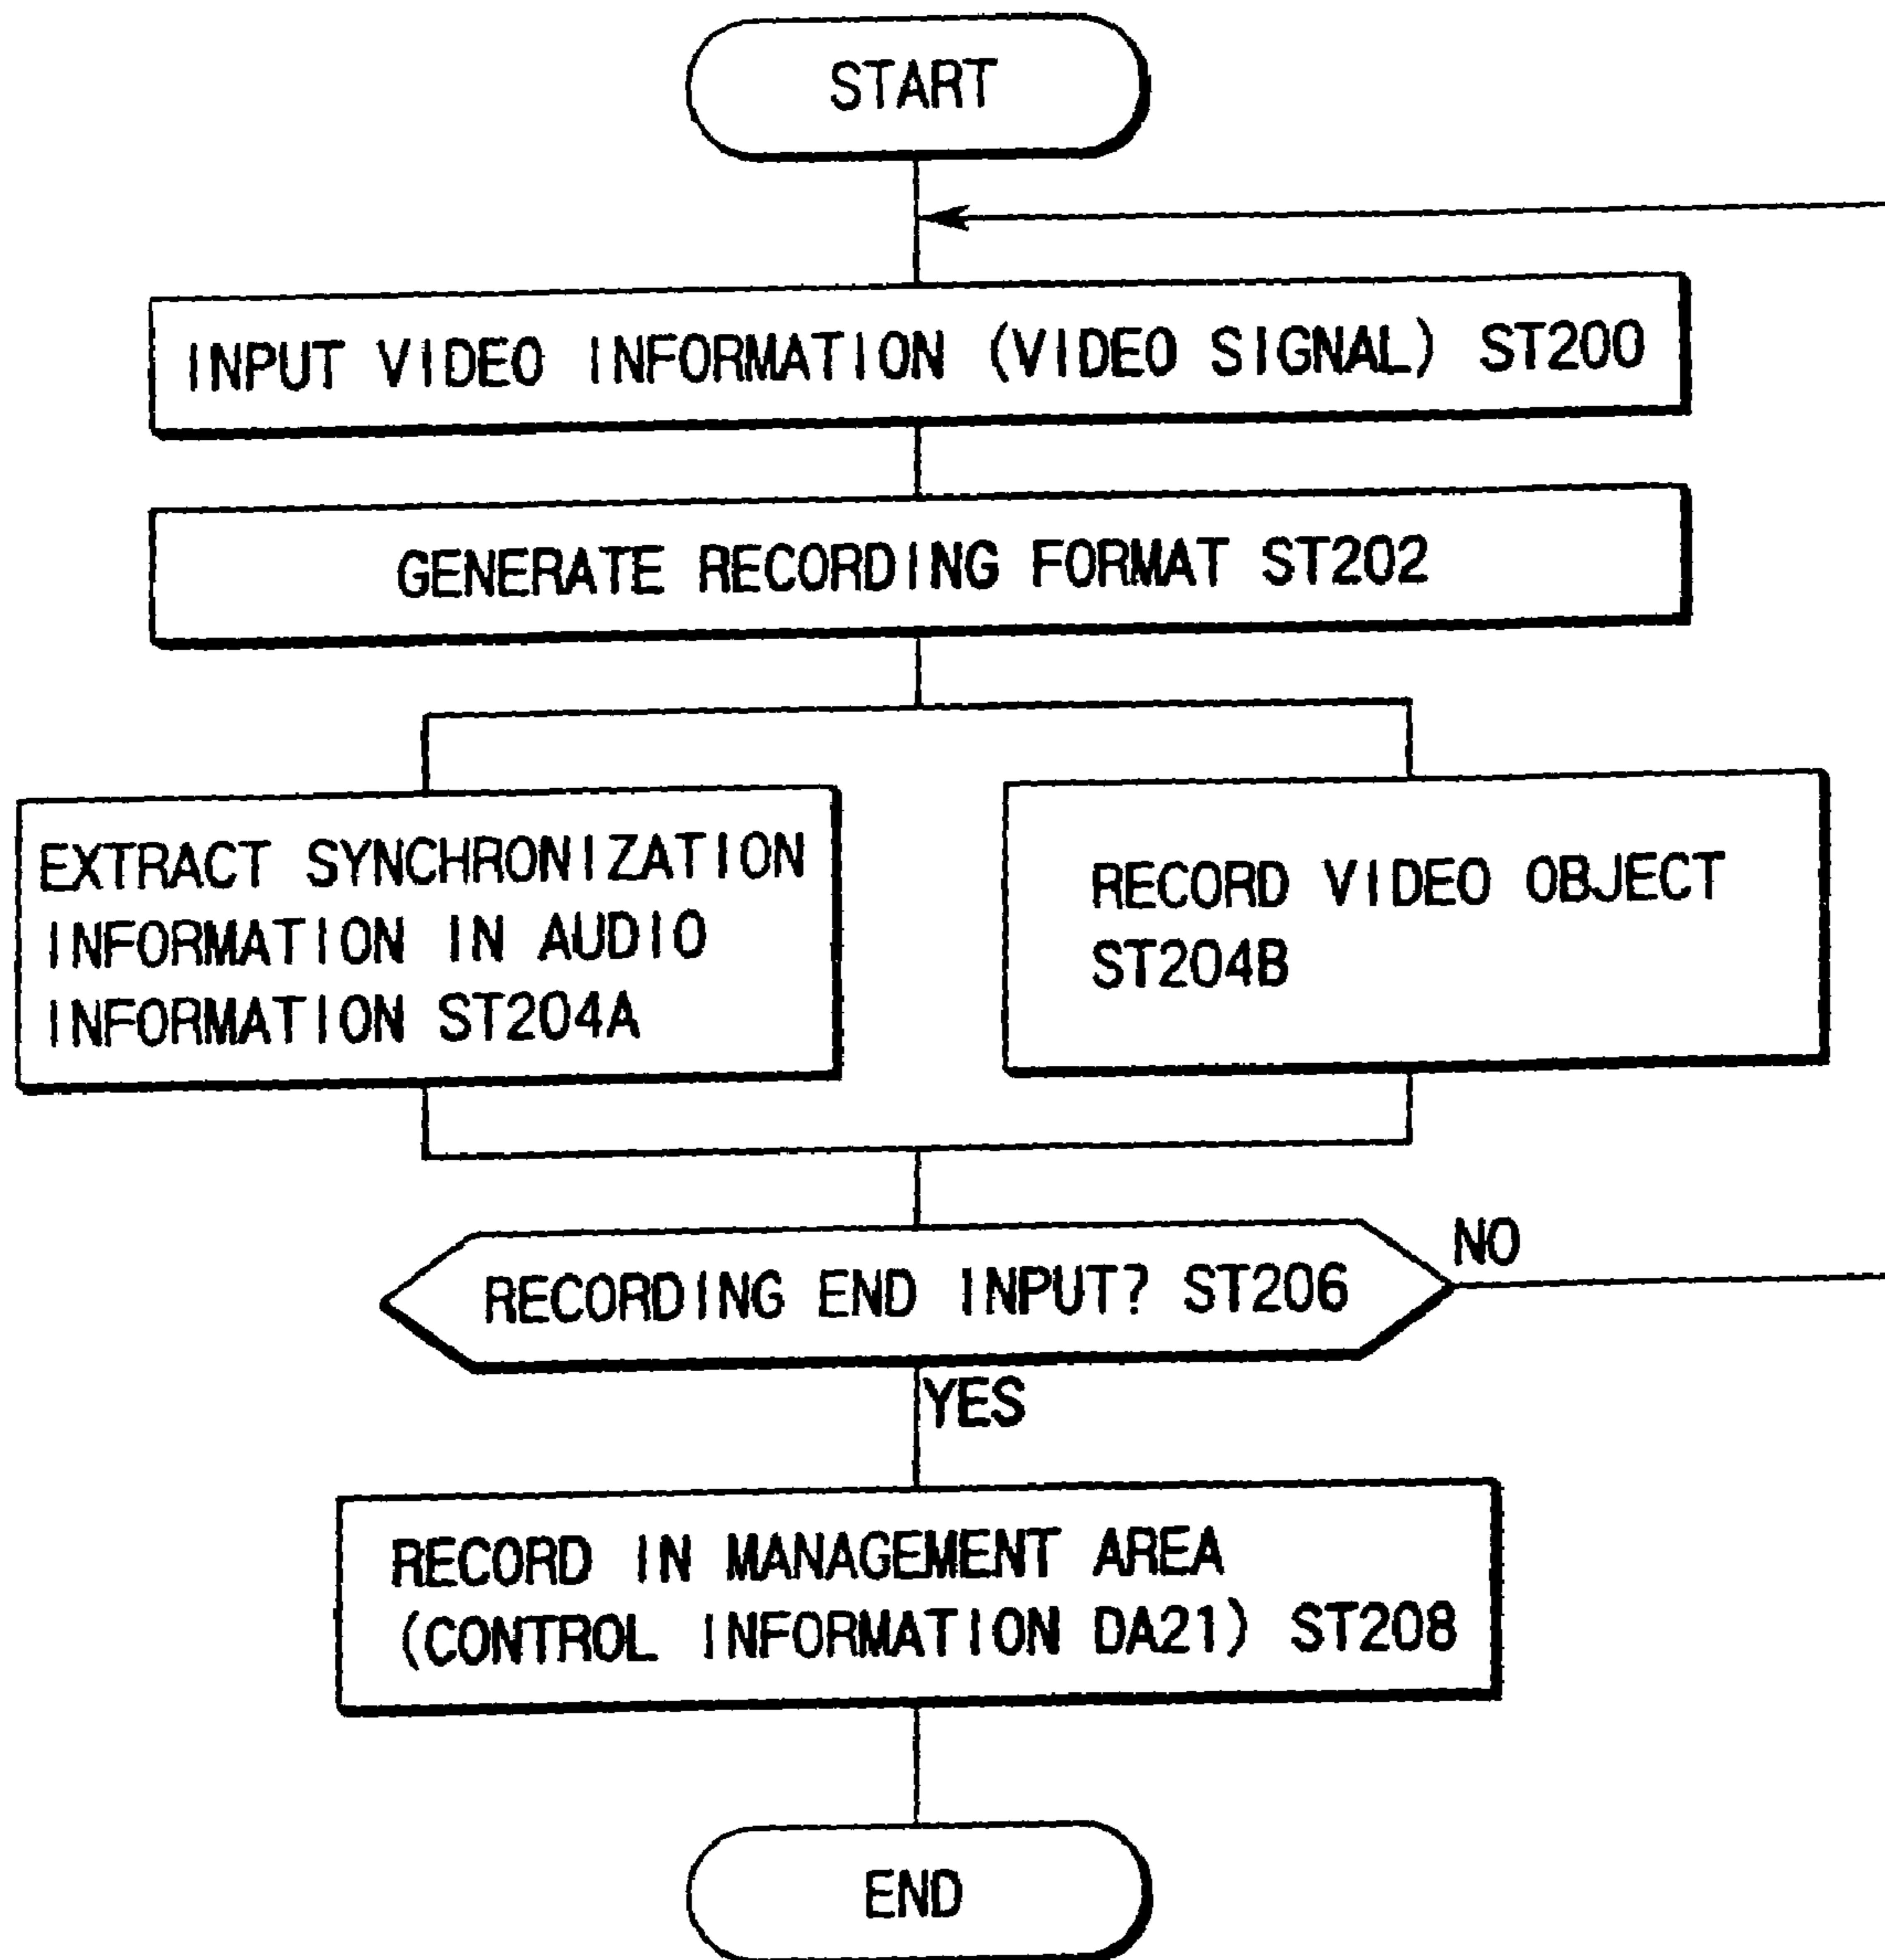 START
INPUT VIDEO INFORMATION (VIDEO SIGNAL) ST200
GENERATE RECORDING FORMAT ST202
EXTRACT SYNCHRONIZATION
INFORMATION IN AUDIO
INFORMATION ST204A
RECORD VIDEO OBJECT
ST204B
RECORDING END INPUT? ST206
NO
YES
RECORD IN MANAGEMENT AREA
(CONTROL INFORMATION DA21) ST208
END